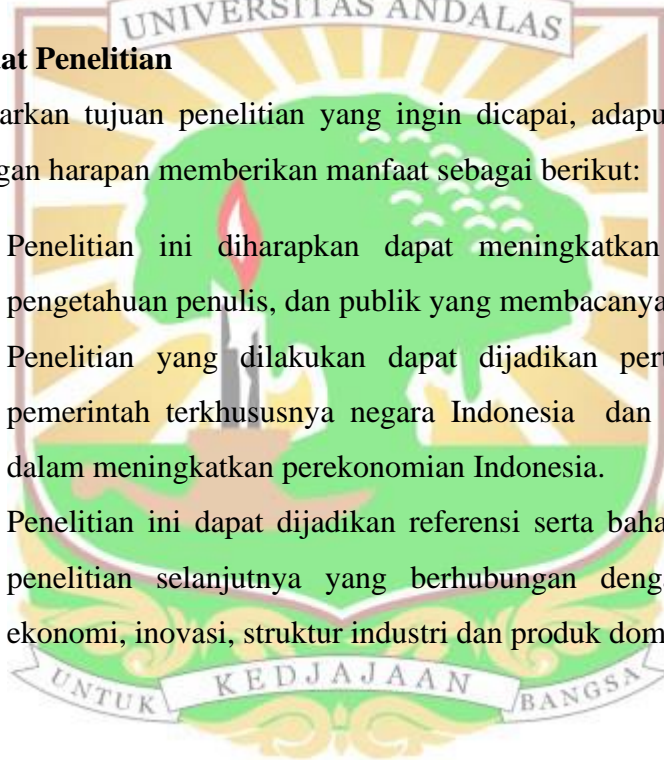 UNIVERSITAS ANDALAS
at Penelitian
arkan tujuan penelitian yang ingin dicapai, adapu
gan harapan memberikan manfaat sebagai berikut:
Penelitian ini diharapkan dapat meningkatkan
pengetahuan penulis, dan publik yang membacanya
Penelitian yang dilakukan dapat dijadikan pert
pemerintah terkhususnya negara Indonesia dan
dalam meningkatkan perekonomian Indonesia.
Penelitian ini dapat dijadikan referensi serta baha
penelitian selanjutnya yang berhubungan denga
ekonomi, inovasi, struktur industri dan produk dom
UNTUK KEDJAJAAN BANGSA